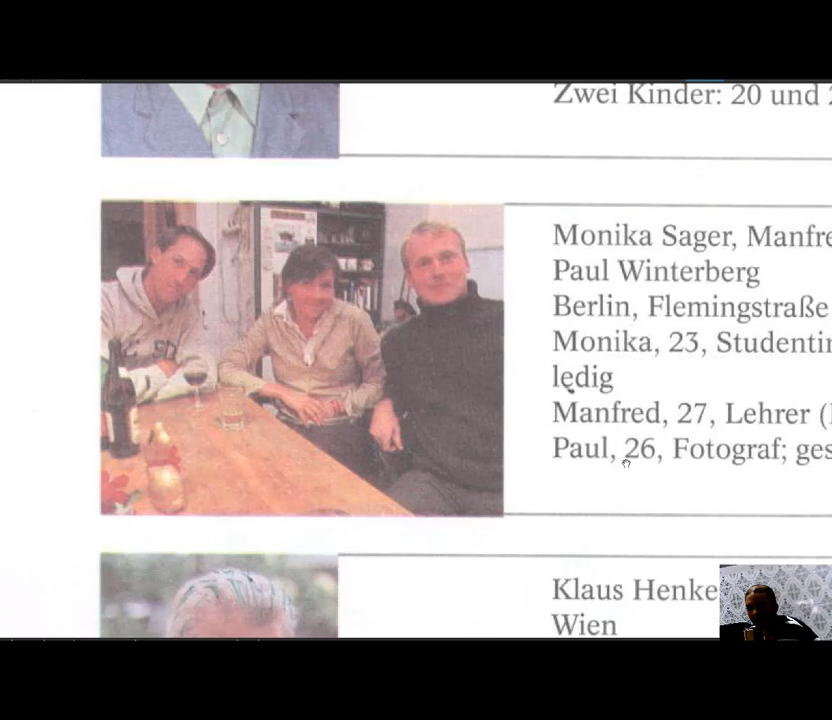 Zwei Kinder: 20 und
Monika Sager, Manfre
Paul Winterberg
Berlin, Flemingstraße
Monika, 23, Studentin
ledig
Manfred, 27, Lehrer (
Paul, 26, Fotograf; ges
Klaus Henke
Wien